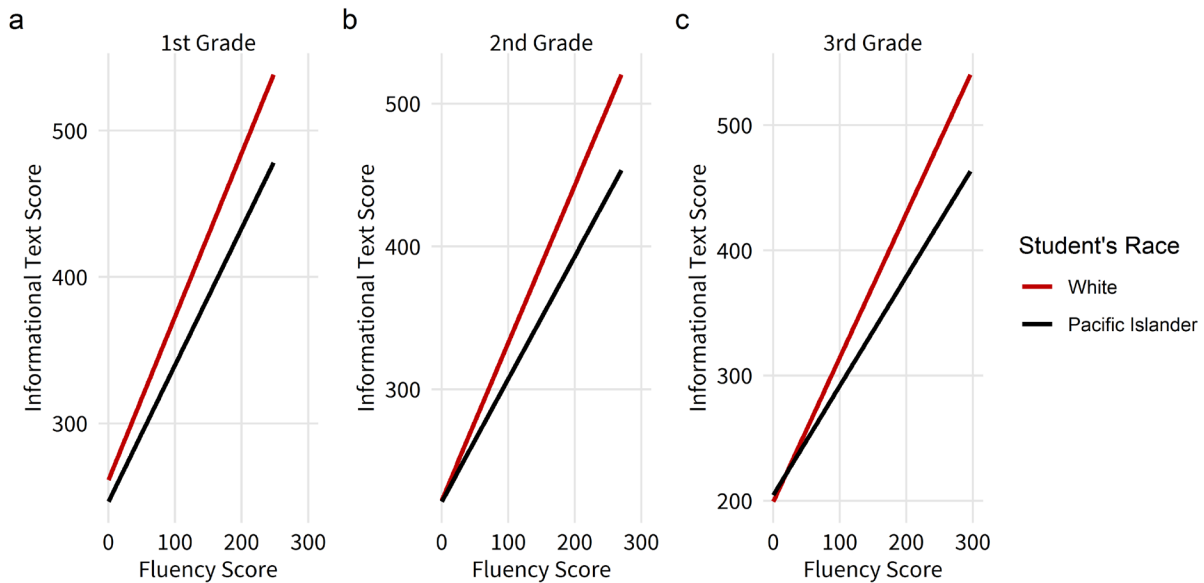 a
1st Grade
500
400
300
0 100 200 300
Fluency Score
Informational Text Score
b
2nd Grade
500
400
300
0 100 200 300
Fluency Score
Informational Text Score
c
3rd Grade
500
400
300
200
0 100 200 300
Fluency Score
Informational Text Score
Student's Race
White
Pacific Islander